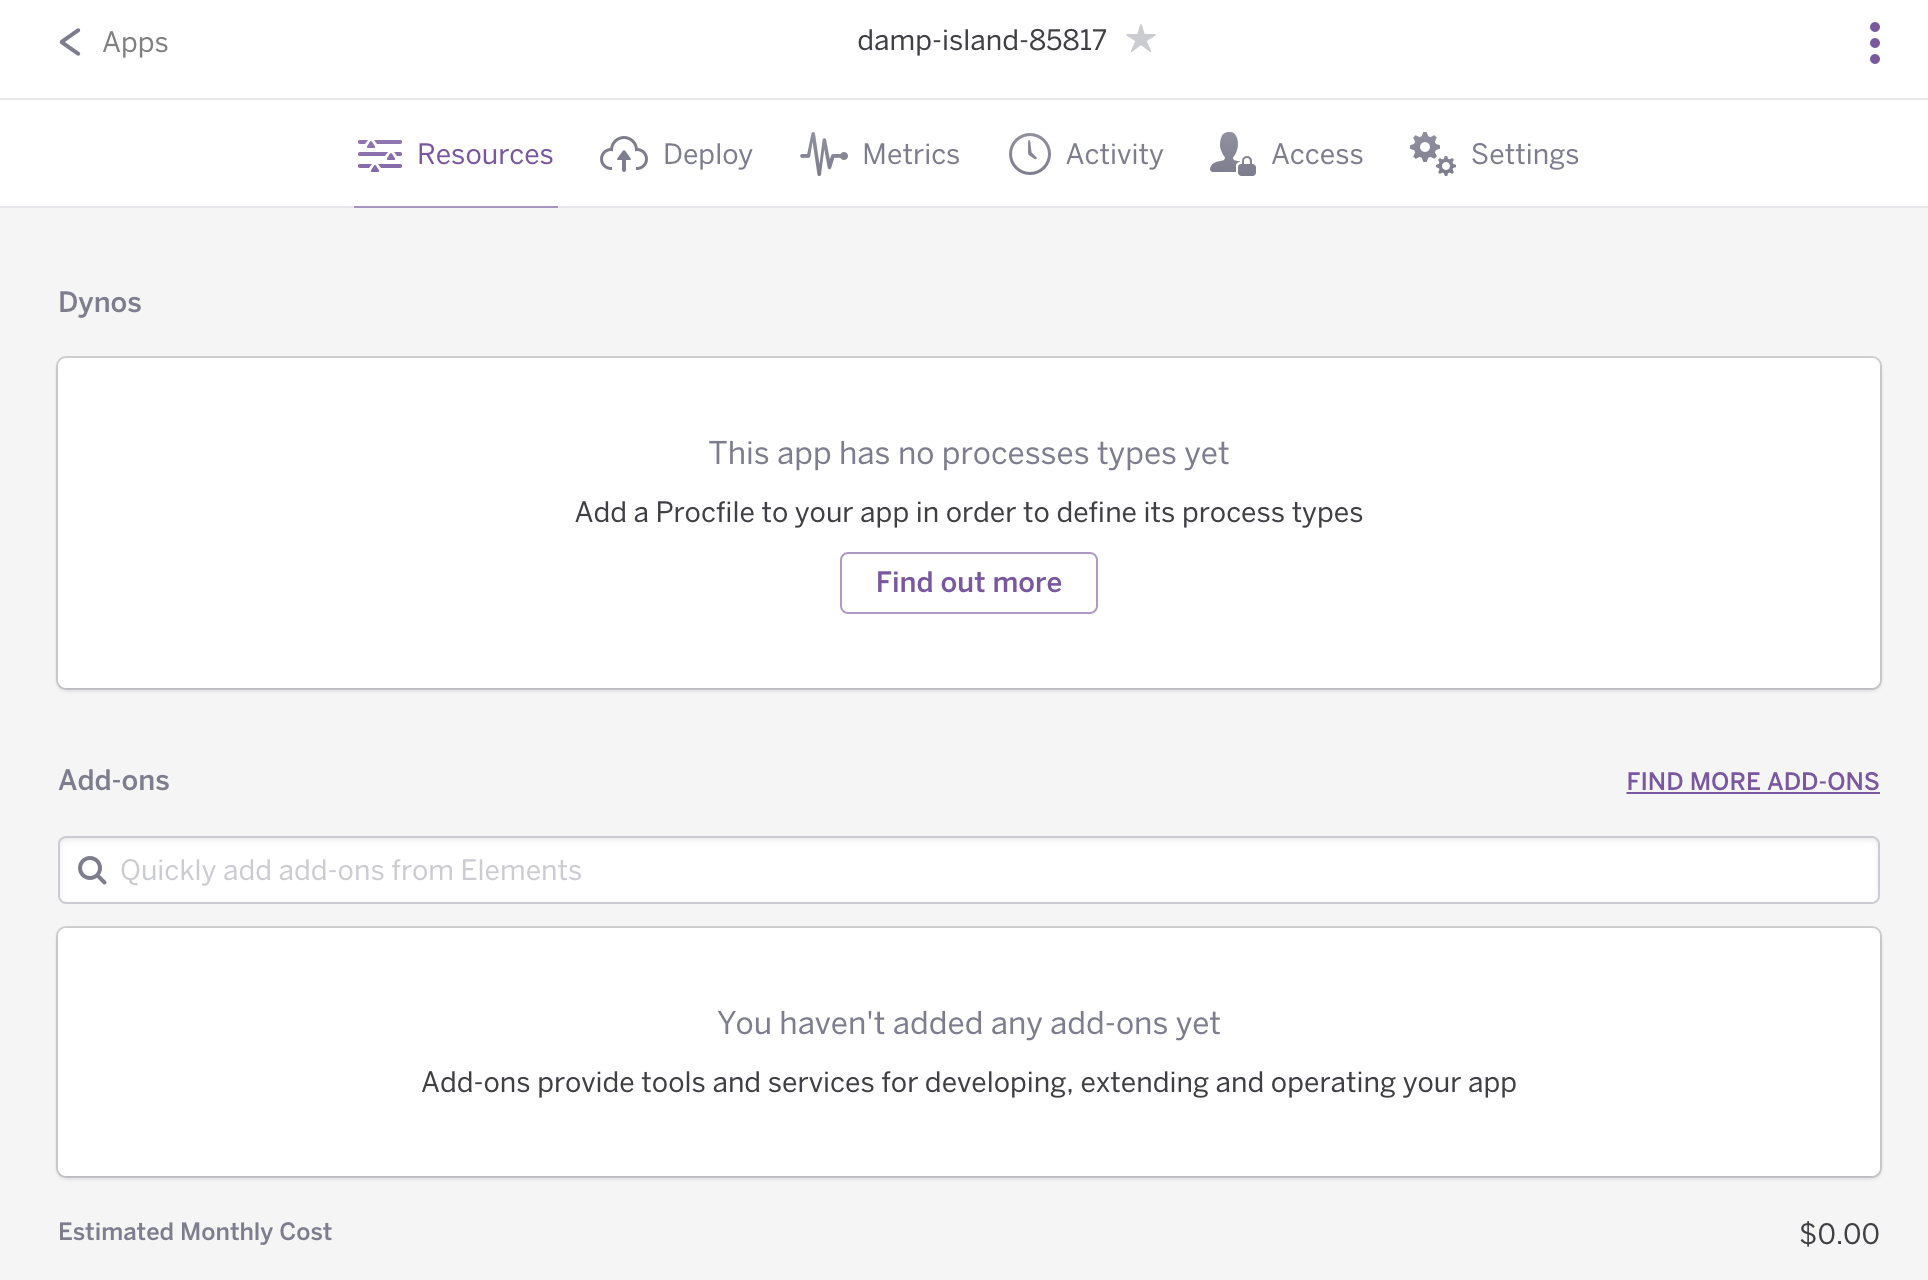 Apps
damp-island-85817
Resources
Deploy
Metrics
Activity
Access
Settings
Dynos
This app has no processes types yet
Add a Procfile to your app in order to define its process types
Find out more
Add-ons
FIND MORE ADD-ONS
Quickly add add-ons from Elements
You haven't added any add-ons yet
Add-ons provide tools and services for developing, extending and operating your app
Estimated Monthly Cost
$0.00